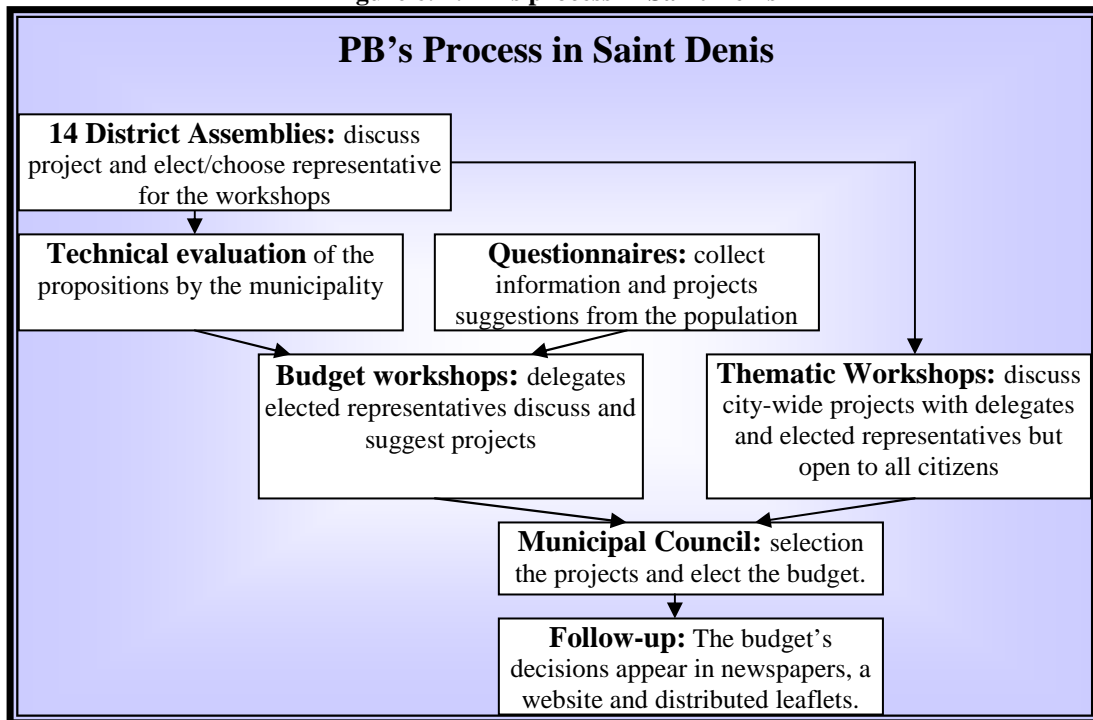 PB's Process in Saint Denis
14 District Assemblies: discuss
project and elect/choose representative
for the workshops
Technical evaluation of the
propositions by the municipality
Questionnaires: collect
information and projects
suggestions from the population
Budget workshops: delegates
elected representatives discuss and
suggest projects
Thematic Workshops: discuss
city-wide projects with delegates
and elected representatives but
open to all citizens
Municipal Council: selection
the projects and elect the budget.
Follow-up: The budget's
decisions appear in newspapers, a
website and distributed leaflets.